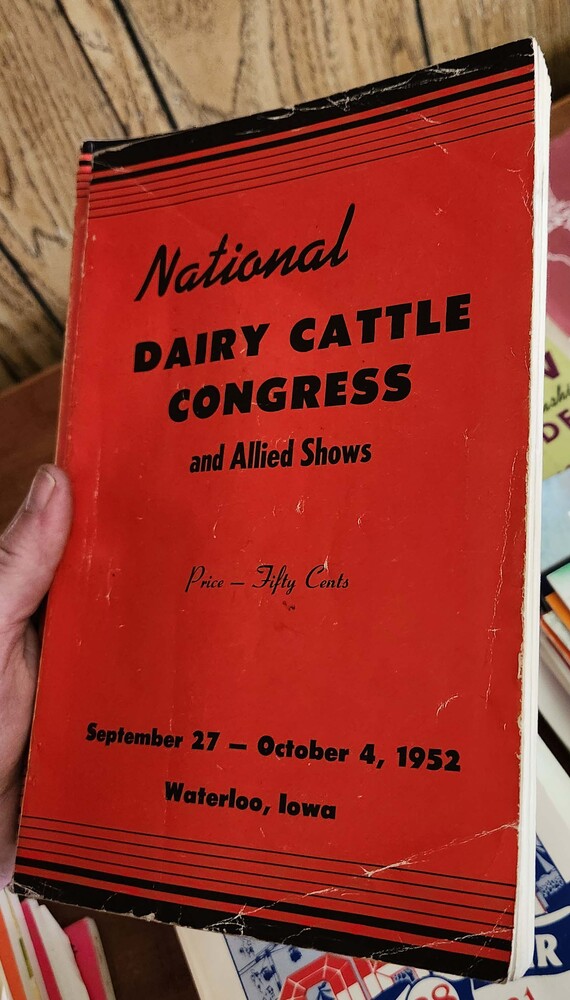 National
DAIRY CATTLE
CONGRESS
and Allied Shows
Price — Fifty Cents
September 27 — October 4, 1952
Waterloo, Iowa